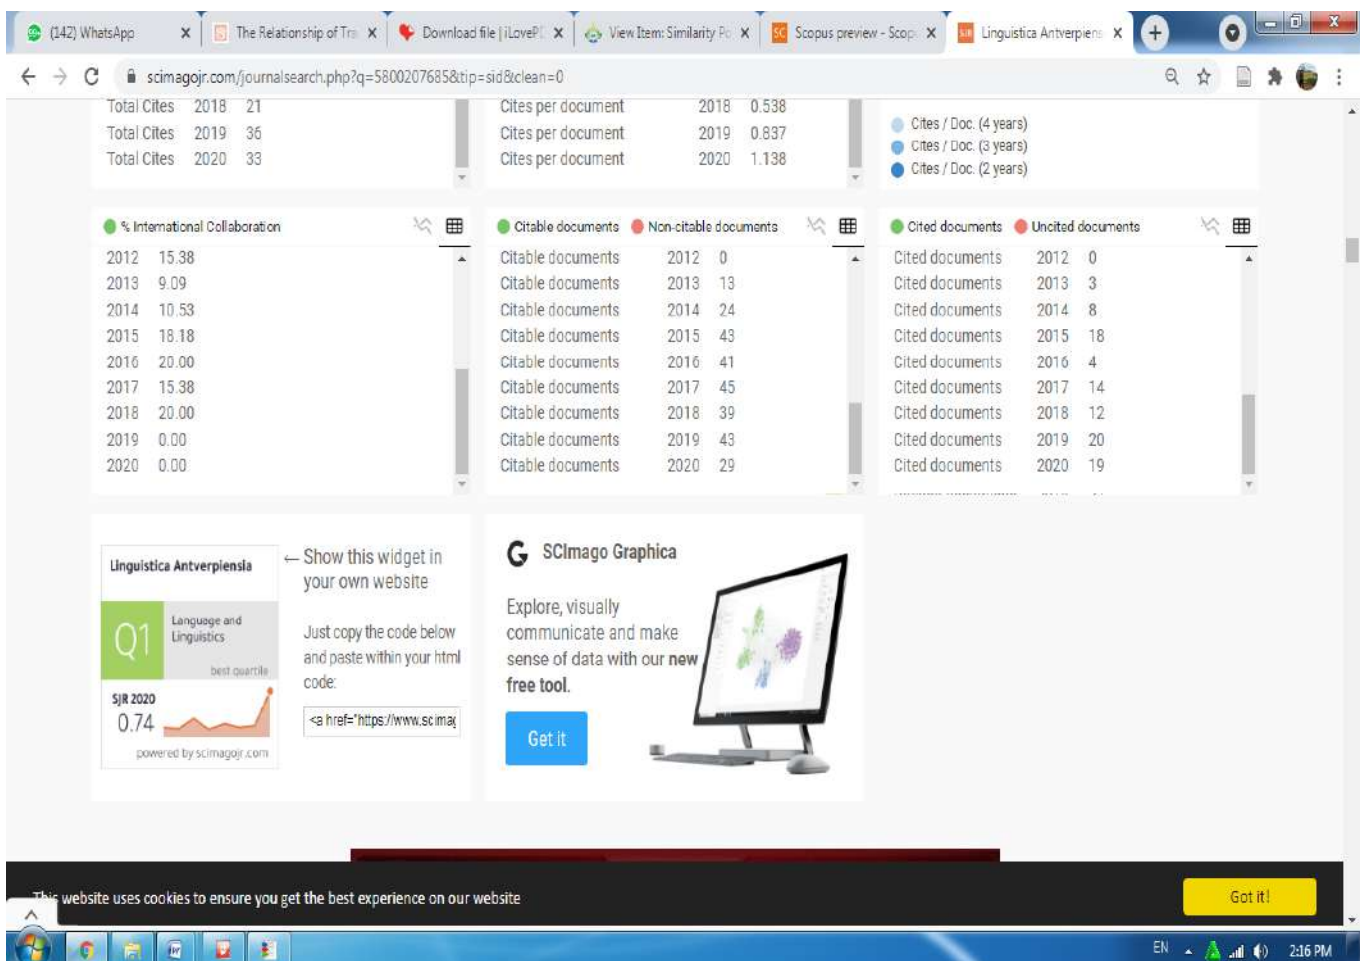 (142) WhatsApp
The Relationship of Tra
Download file | iLoveP
View Item: Similarity Po
SC Scopus preview - Scop
SJR Linguistica Antverpiens
scimagojr.com/journalsearch.php?q=5800207685&tip=sid&clean=0
Total Cites 2018 21
Total Cites 2019 36
Total Cites 2020 33
Cites per document 2018 0.538
Cites per document 2019 0.837
Cites per document 2020 1.138
Cites / Doc. (4 years)
Cites / Doc. (3 years)
Cites / Doc. (2 years)
% International Collaboration
2012 15.38
2013 9.09
2014 10.53
2015 18.18
2016 20.00
2017 15.38
2018 20.00
2019 0.00
2020 0.00
Citable documents Non-citable documents
Citable documents 2012 0
Citable documents 2013 13
Citable documents 2014 24
Citable documents 2015 43
Citable documents 2016 41
Citable documents 2017 45
Citable documents 2018 39
Citable documents 2019 43
Citable documents 2020 29
Cited documents Uncited documents
Cited documents 2012 0
Cited documents 2013 3
Cited documents 2014 8
Cited documents 2015 18
Cited documents 2016 4
Cited documents 2017 14
Cited documents 2018 12
Cited documents 2019 20
Cited documents 2020 19
Linguistica Antverpiensia
Q1
Language and
Linguistics
best quartile
SJR 2020
0.74
powered by scimagojr.com
← Show this widget in
your own website
Just copy the code below
and paste within your html
code:
<a href="https://www.scimag
SCImago Graphica
Explore, visually
communicate and make
sense of data with our new
free tool.
Get it
This website uses cookies to ensure you get the best experience on our website
Got it!
EN
2:16 PM